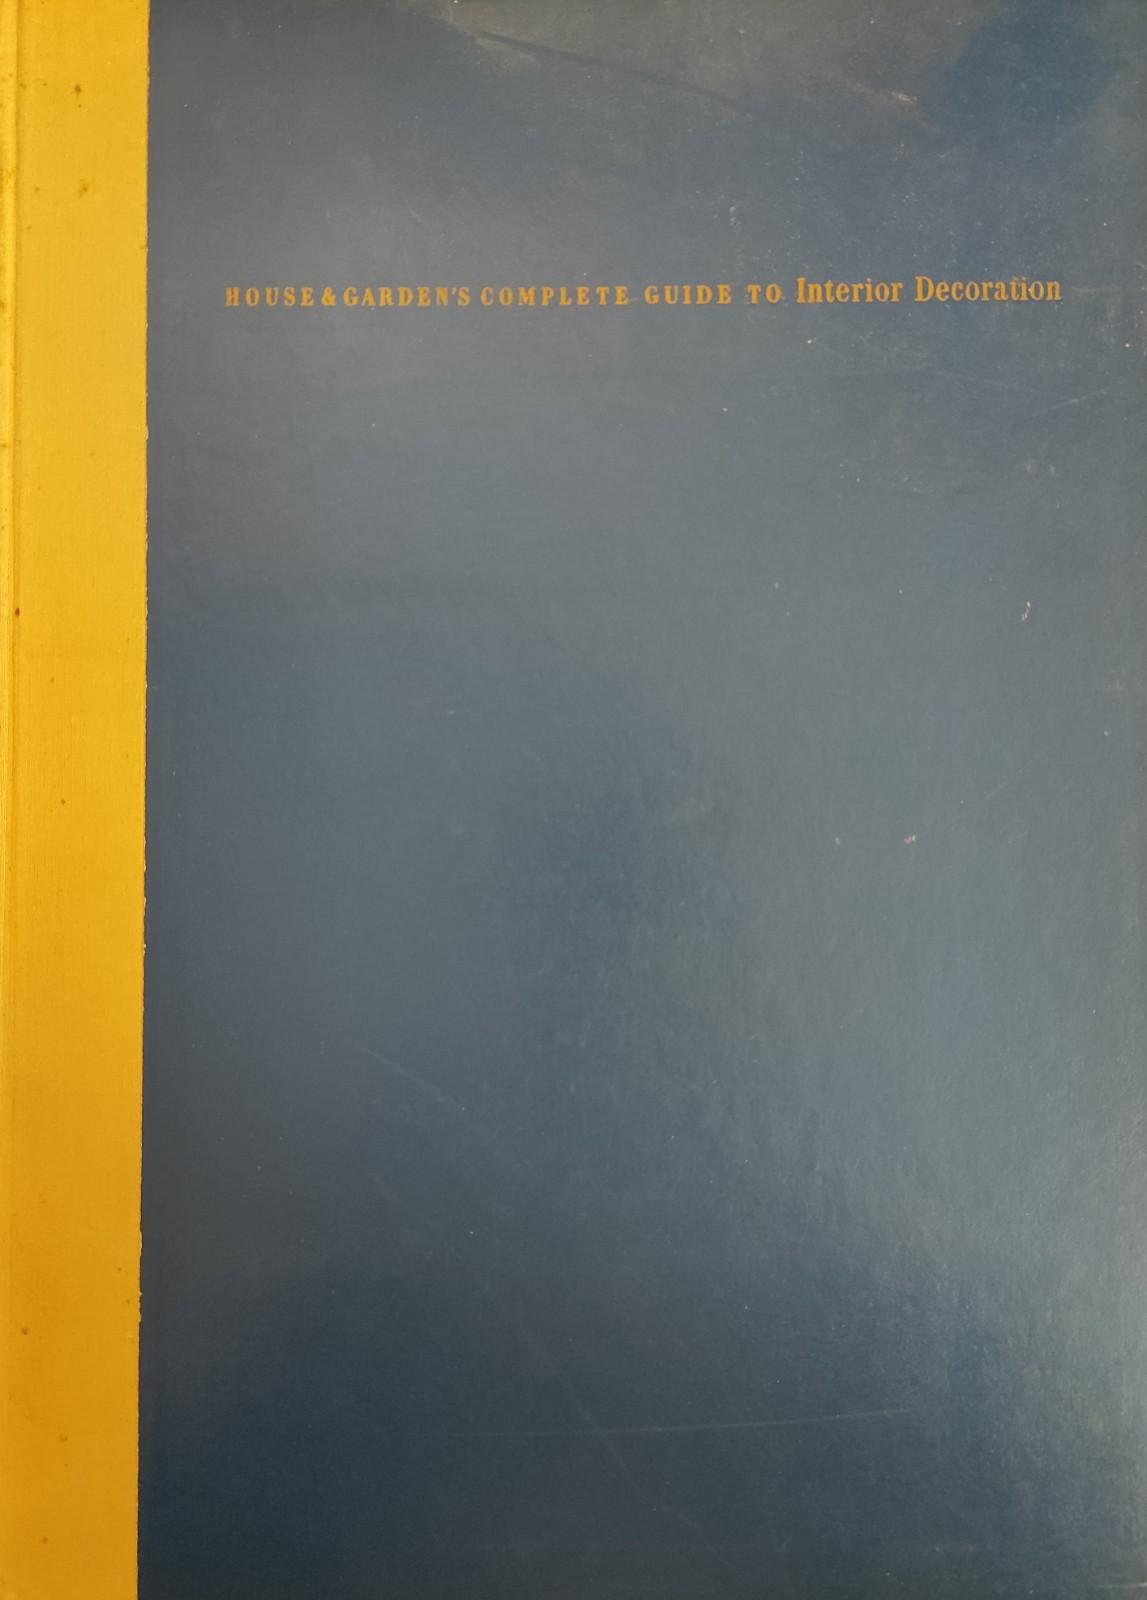 HOUSE & GARDEN'S COMPLETE GUIDE TO Interior Decoration